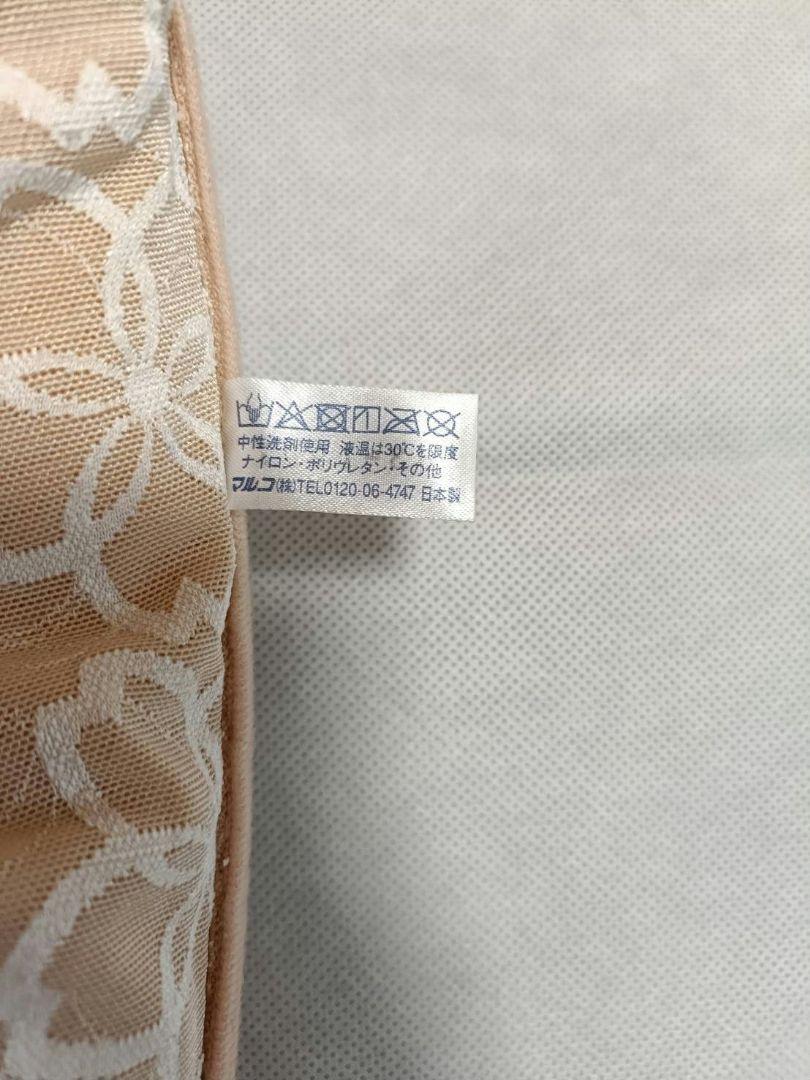 中性洗剤使用 液温は30℃を限度
ナイロン・ポリウレタン・その他
マルコ(株)TEL0120-06-4747 日本製